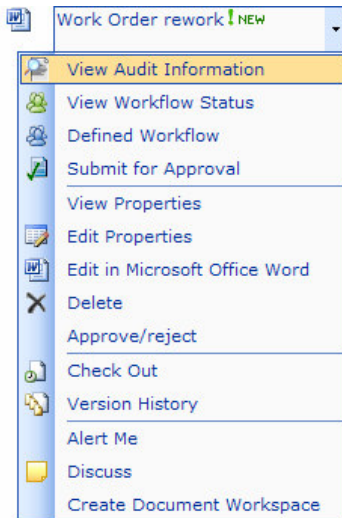 Work Order rework ! NEW
View Audit Information
View Workflow Status
Defined Workflow
Submit for Approval
View Properties
Edit Properties
Edit in Microsoft Office Word
Delete
Approve/reject
Check Out
Version History
Alert Me
Discuss
Create Document Workspace